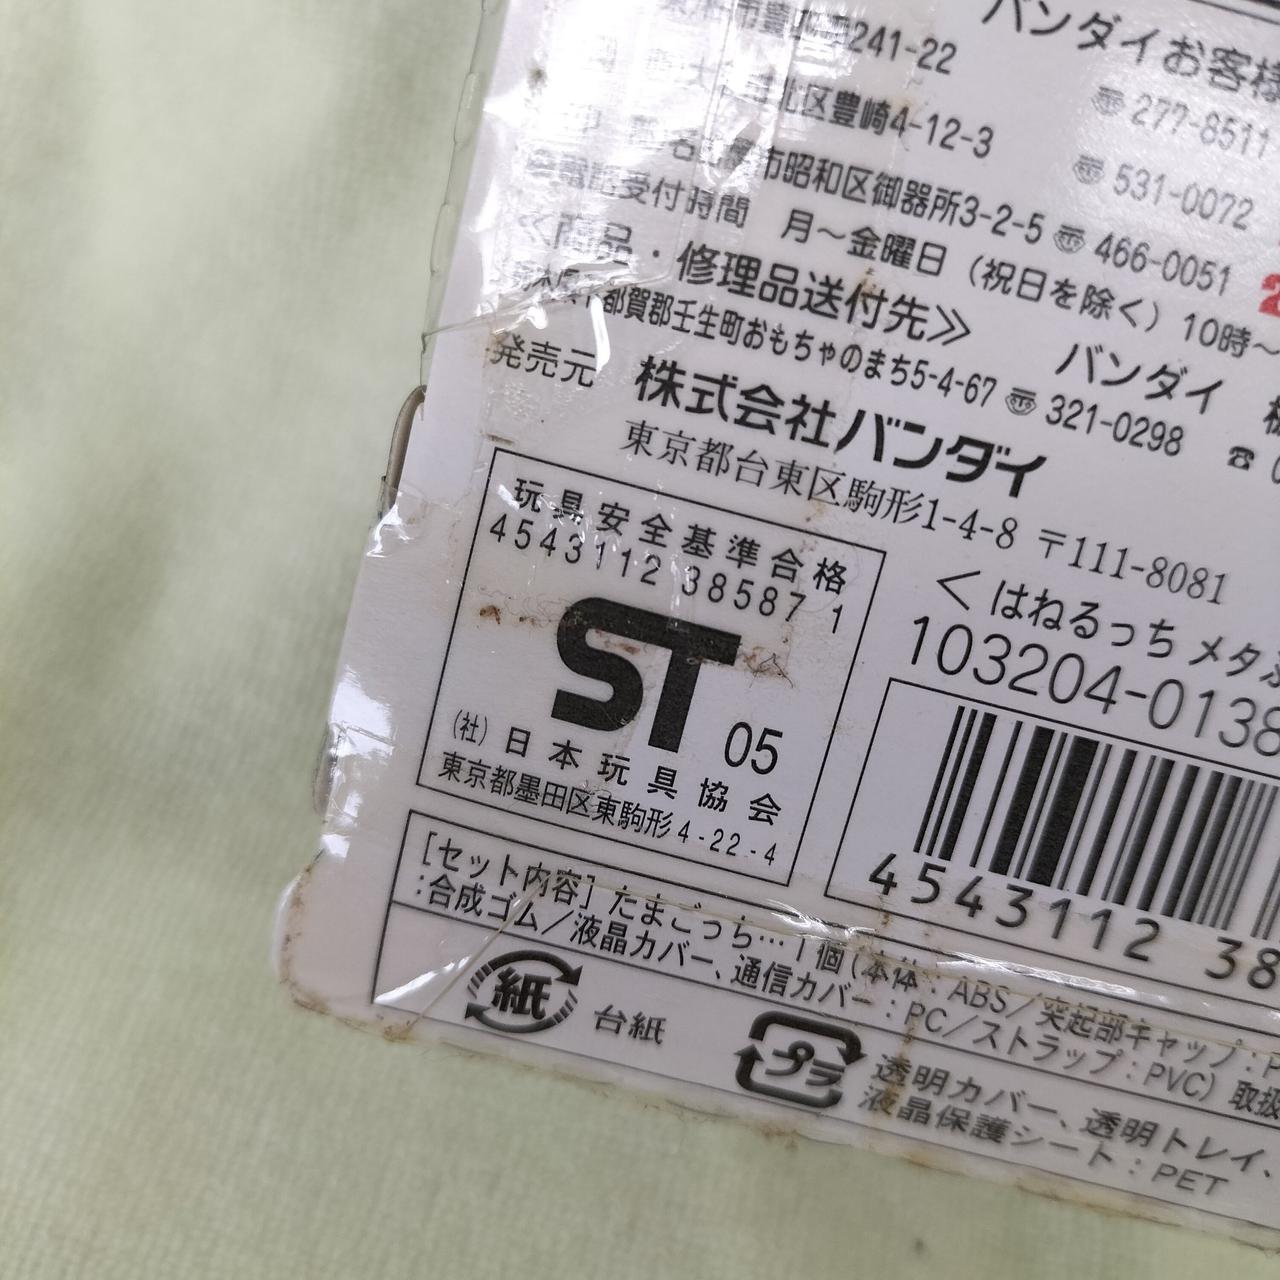 バンダイお客様
241-22
〒277-8511
北区豊崎4-12-3
〒531-0072
市昭和区御器所3-2-5 〒466-0051
受付時間 月～金曜日（祝日を除く）10時～
≪商品・修理品送付先≫
バンダイ
都賀郡壬生町おもちゃのまち5-4-67 〒321-0298 ☎(
発売元 株式会社バンダイ
東京都台東区駒形1-4-8 〒111-8081
玩具安全基準合格
4543112 38587 1
ST 05
(社)日本玩具協会
東京都墨田区東駒形4-22-4
＜はねるっち メタ
103204-0138
4543112 38
[セット内容] たまごっち…1個(本体：ABS／突起部キャップ：P
：合成ゴム／液晶カバー、通信カバー：PC／ストラップ：PVC) 取扱
紙 台紙
プラ 透明カバー、透明トレイ、
液晶保護シート：PET